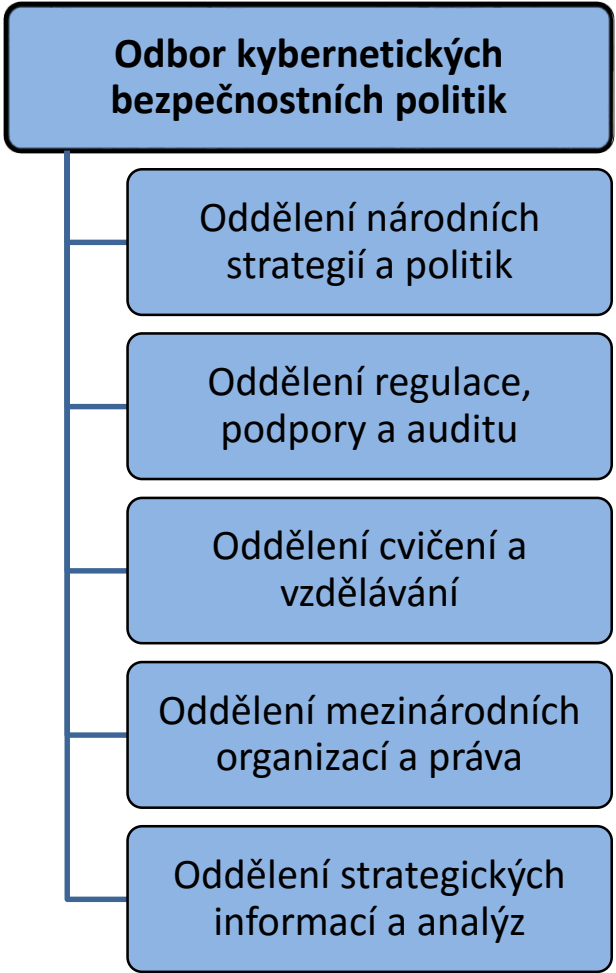 Odbor kybernetických
bezpečnostních politik
Oddělení národních
strategií a politik
Oddělení regulace,
podpory a auditu
Oddělení cvičení a
vzdělávání
Oddělení mezinárodních
organizací a práva
Oddělení strategických
informací a analýz